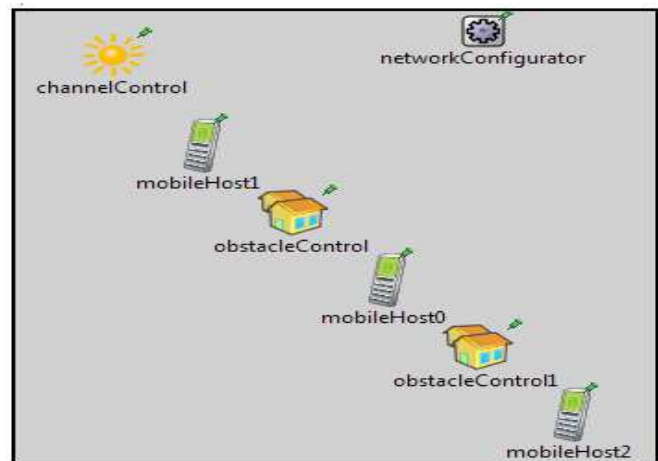 networkConfigurator
channelControl
mobileHost1
obstacleControl
mobileHost0
obstacleControl1
mobileHost2